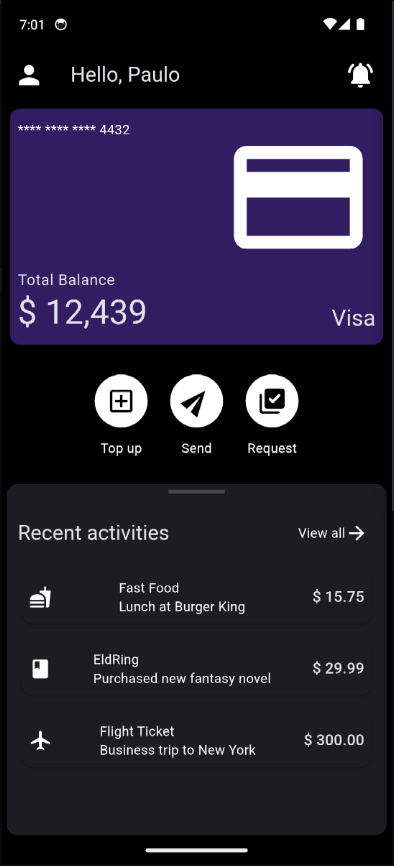 7:01
Hello, Paulo
**** **** **** 4432
Total Balance
$ 12,439
Visa
Top up Send Request
Recent activities View all
Fast Food
Lunch at Burger King
$ 15.75
EldRing
Purchased new fantasy novel
$ 29.99
Flight Ticket
Business trip to New York
$ 300.00